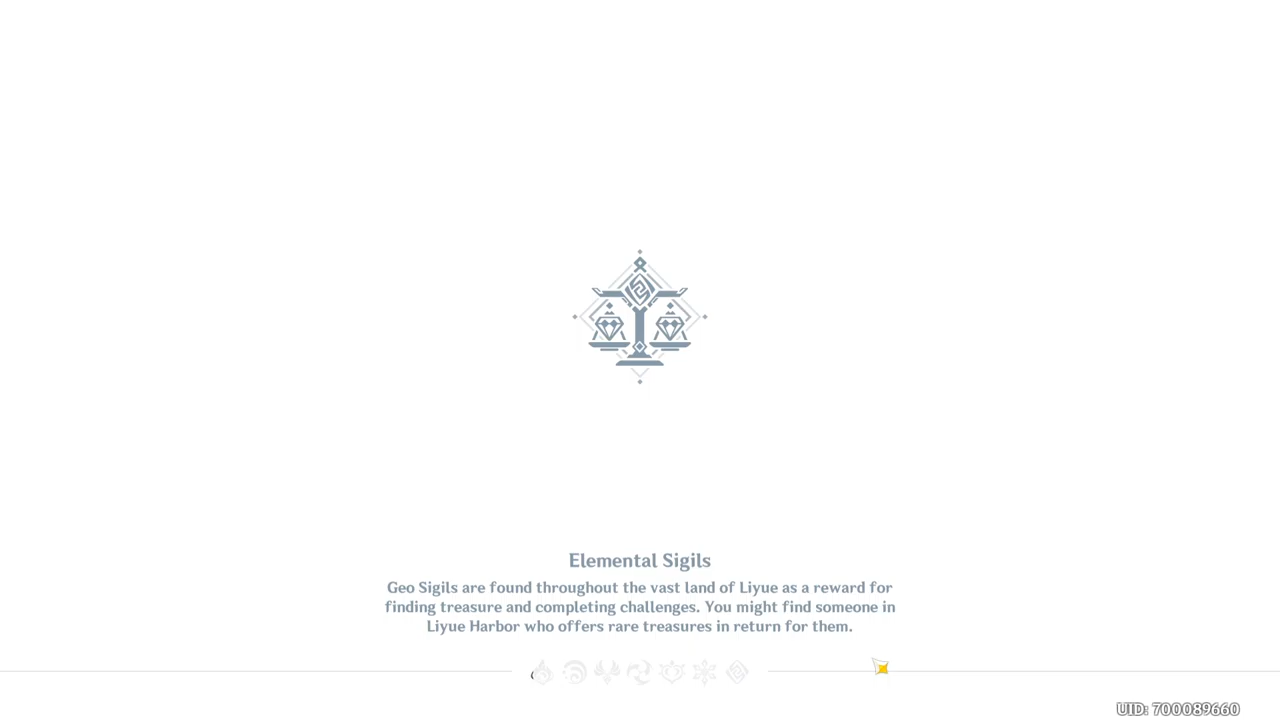 Elemental Sigils
Geo Sigils are found throughout the vast land of Liyue as a reward for
finding treasure and completing challenges. You might find someone in
Liyue Harbor who offers rare treasures in return for them.
UID: 700089660